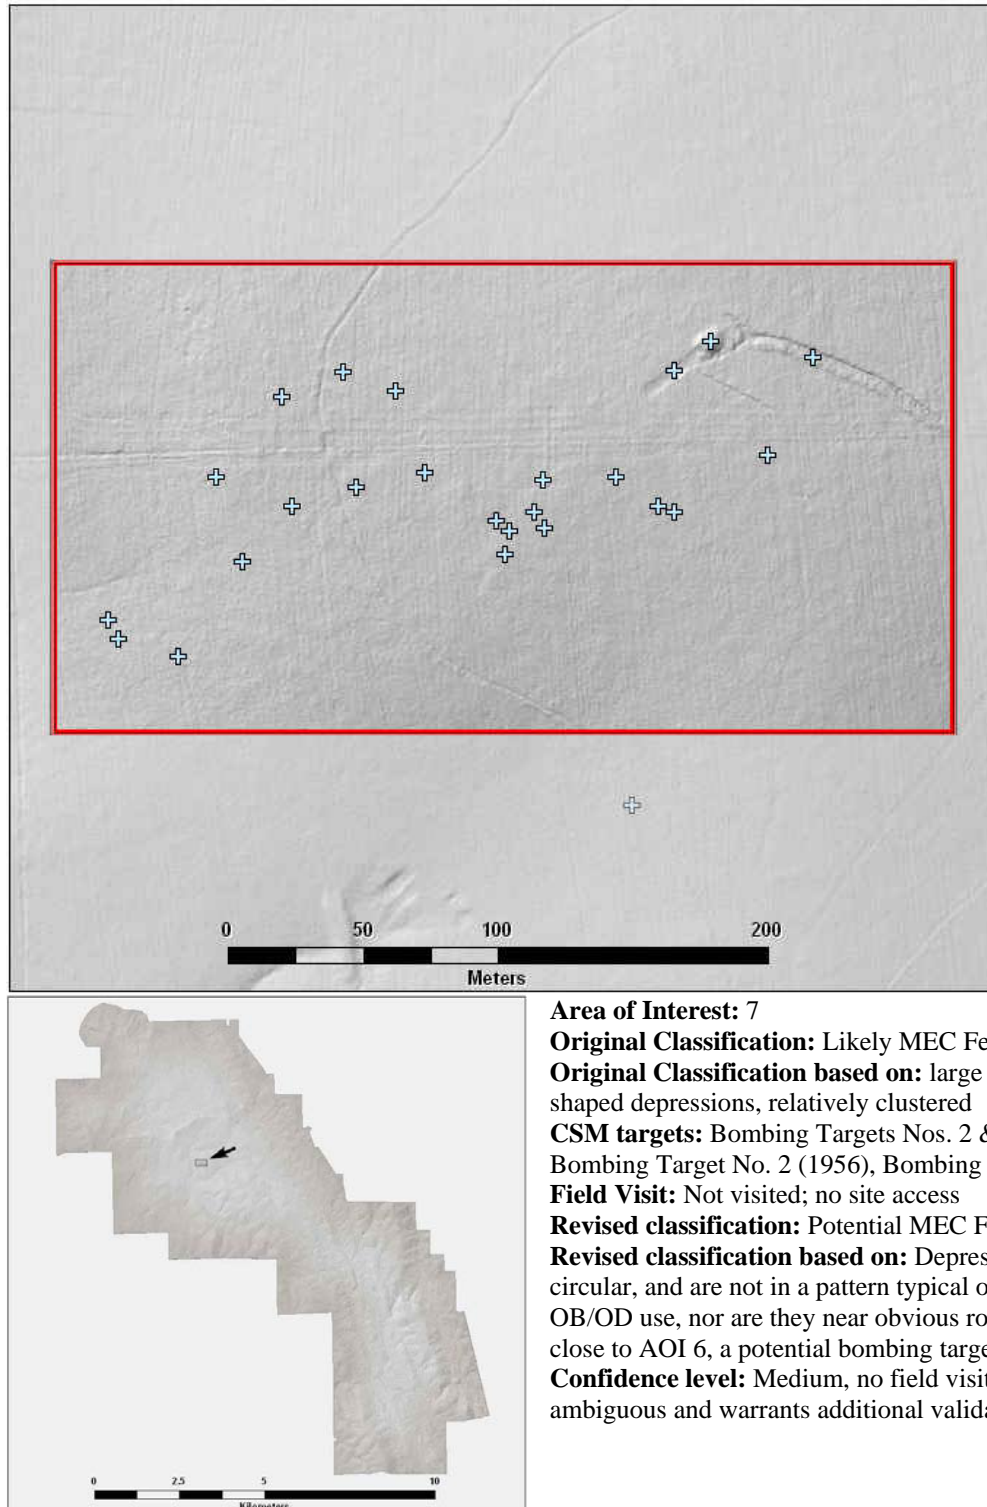 0 50 100 200
Meters
0 2.5 5 10
Kilometers
Area of Interest: 7
Original Classification: Likely MEC Fe
Original Classification based on: large
shaped depressions, relatively clustered
CSM targets: Bombing Targets Nos. 2 &
Bombing Target No. 2 (1956), Bombing
Field Visit: Not visited; no site access
Revised classification: Potential MEC F
Revised classification based on: Depres
circular, and are not in a pattern typical o
OB/OD use, nor are they near obvious ro
close to AOI 6, a potential bombing targe
Confidence level: Medium, no field visit
ambiguous and warrants additional valida